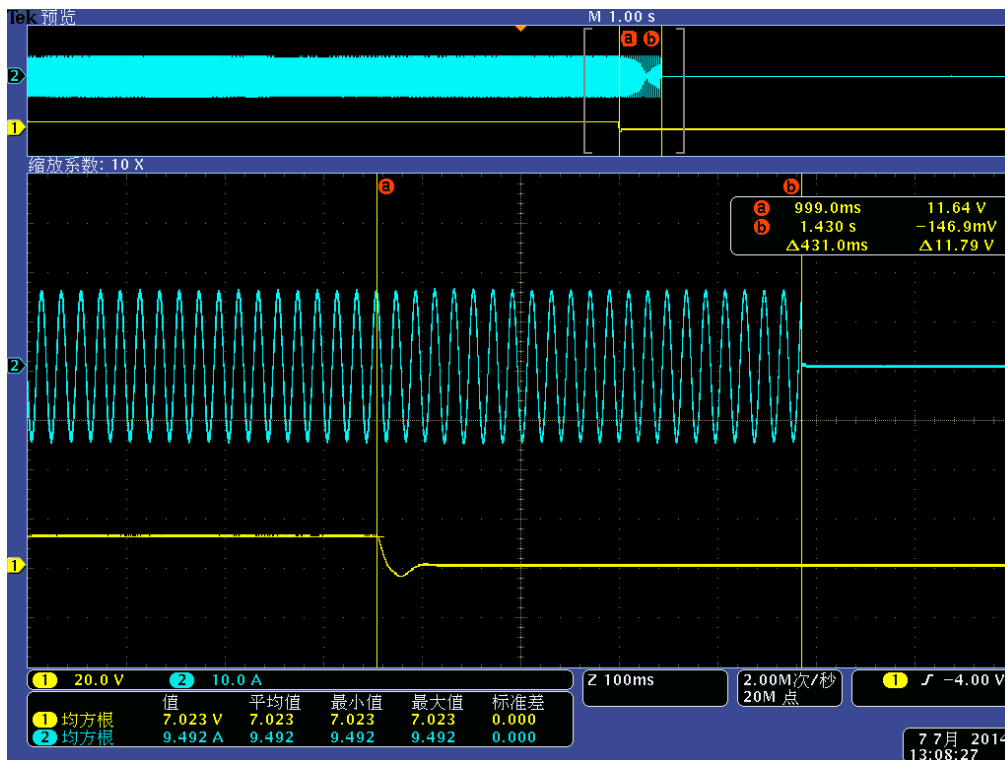 Tek 预览 M 1.00 s
a b
2
1
缩放系数: 10 X
a b
a 999.0ms 11.64 V
b 1.430 s −146.9mV
Δ431.0ms Δ11.79 V
2
1
1 20.0 V 2 10.0 A Z 100ms 2.00M次/秒 1 ∫ −4.00 V
20M 点
值 平均值 最小值 最大值 标准差
1 均方根 7.023 V 7.023 7.023 7.023 0.000
2 均方根 9.492 A 9.492 9.492 9.492 0.000
7 7月 2014
13:08:27